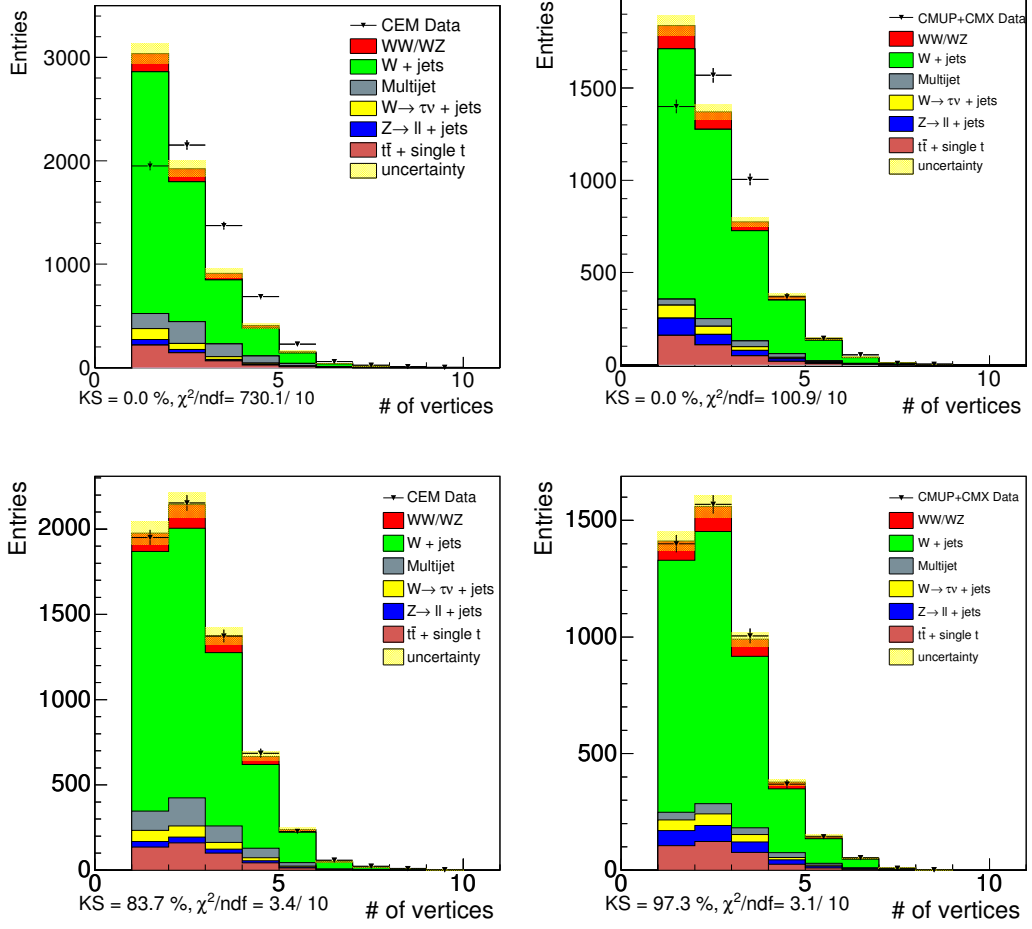 Entries
3000
2000
1000
0
0
5
10
# of vertices
KS = 0.0 %, χ²/ndf= 730.1/ 10
CEM Data
WW/WZ
W + jets
Multijet
W→ τν + jets
Z→ ll + jets
tt̄ + single t
uncertainty
Entries
1500
1000
500
0
0
5
10
# of vertices
KS = 0.0 %, χ²/ndf= 100.9/ 10
CMUP+CMX Data
WW/WZ
W + jets
Multijet
W→ τν + jets
Z→ ll + jets
tt̄ + single t
uncertainty
Entries
2000
1500
1000
500
0
0
5
10
# of vertices
KS = 83.7 %, χ²/ndf = 3.4/ 10
CEM Data
WW/WZ
W + jets
Multijet
W→ τν + jets
Z→ ll + jets
tt̄ + single t
uncertainty
Entries
1500
1000
500
0
0
5
10
# of vertices
KS = 97.3 %, χ²/ndf= 3.1/ 10
CMUP+CMX Data
WW/WZ
W + jets
Multijet
W→ τν + jets
Z→ ll + jets
tt̄ + single t
uncertainty